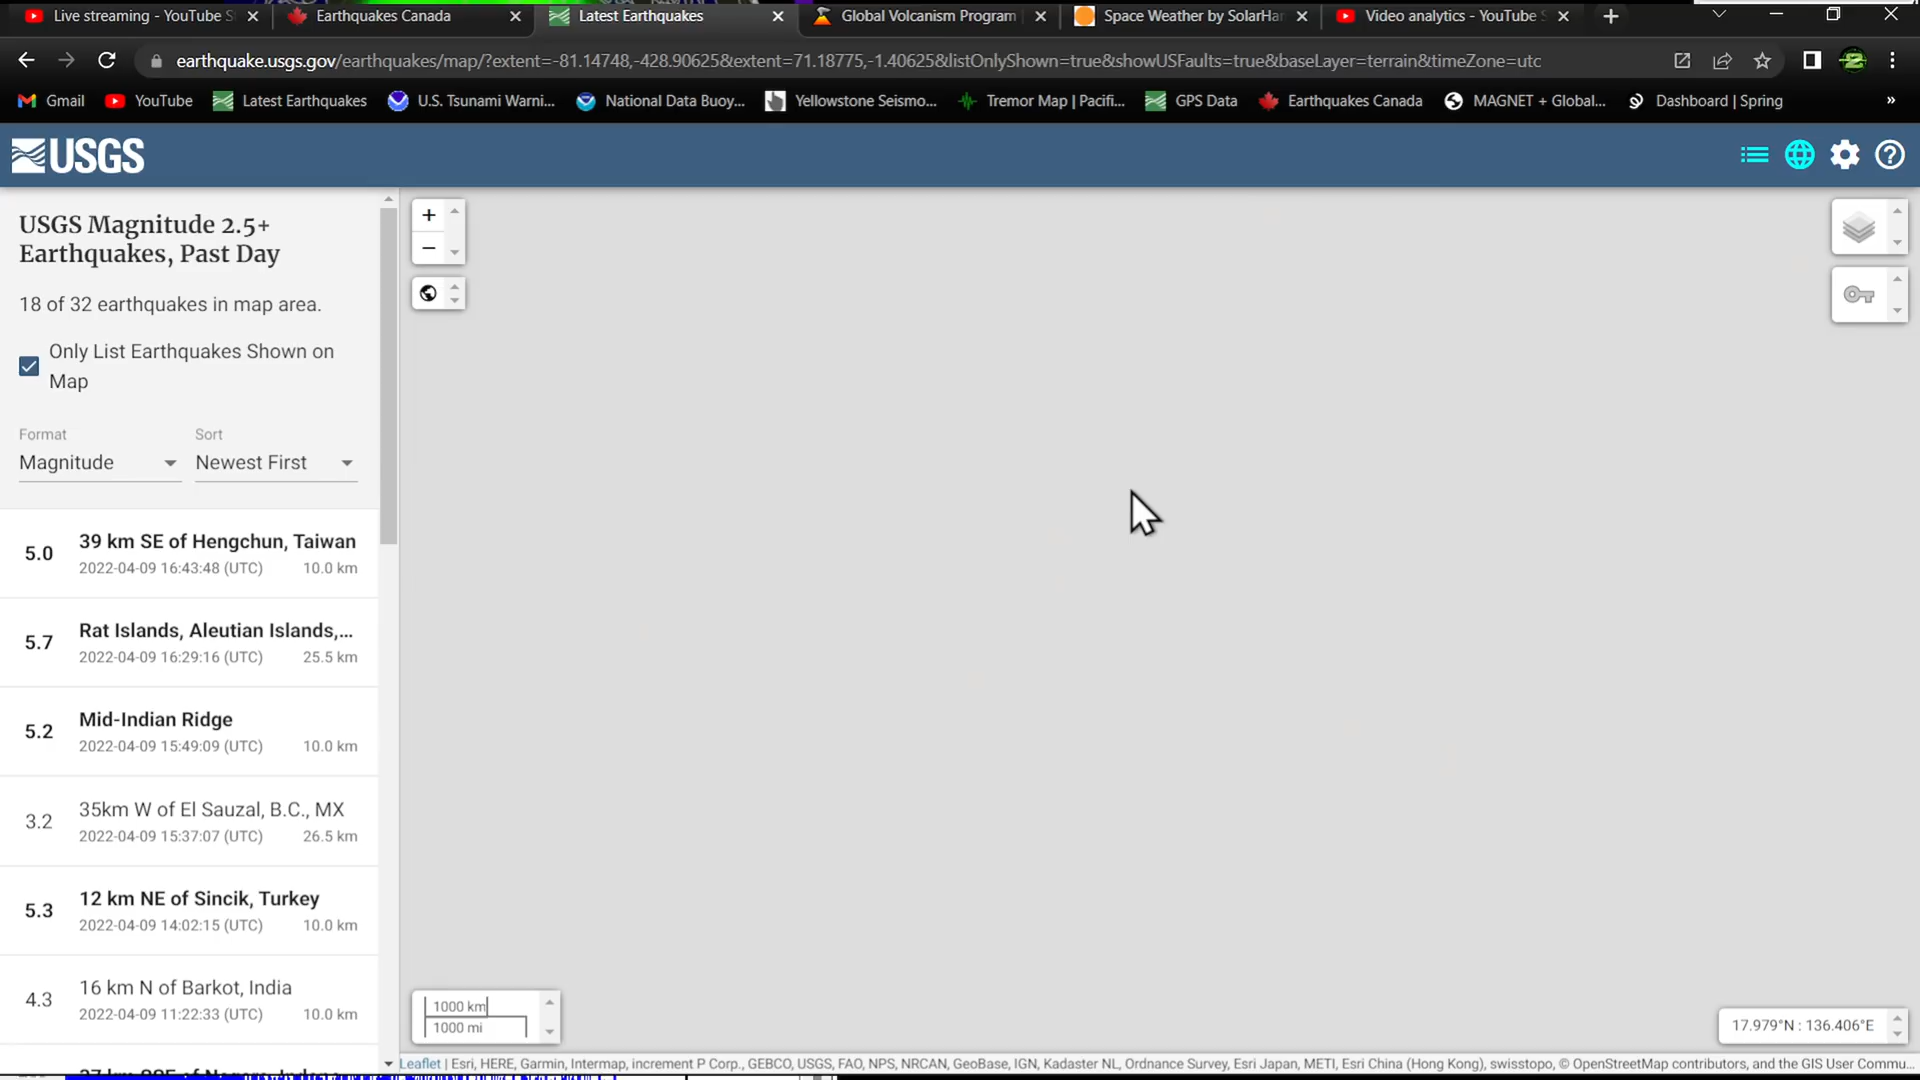 Live streaming - YouTube S
Earthquakes Canada
Latest Earthquakes
Global Volcanism Program
Space Weather by SolarHa
Video analytics - YouTube S
earthquake.usgs.gov/earthquakes/map/?extent=-81.14748,-428.90625&extent=71.18775,-1.40625&listOnlyShown=true&showUSFaults=true&baseLayer=terrain&timeZone=utc
Gmail
YouTube
Latest Earthquakes
U.S. Tsunami Warni...
National Data Buoy...
Yellowstone Seismo...
Tremor Map | Pacifi...
GPS Data
Earthquakes Canada
MAGNET + Global...
Dashboard | Spring
»
USGS
USGS Magnitude 2.5+
Earthquakes, Past Day
18 of 32 earthquakes in map area.
Only List Earthquakes Shown on
Map
Format
Sort
Magnitude
Newest First
5.0
39 km SE of Hengchun, Taiwan
2022-04-09 16:43:48 (UTC) 10.0 km
5.7
Rat Islands, Aleutian Islands,...
2022-04-09 16:29:16 (UTC) 25.5 km
5.2
Mid-Indian Ridge
2022-04-09 15:49:09 (UTC) 10.0 km
3.2
35km W of El Sauzal, B.C., MX
2022-04-09 15:37:07 (UTC) 26.5 km
5.3
12 km NE of Sincik, Turkey
2022-04-09 14:02:15 (UTC) 10.0 km
4.3
16 km N of Barkot, India
2022-04-09 11:22:33 (UTC) 10.0 km
+
−
1000 km
1000 mi
17.979°N : 136.406°E
Leaflet | Esri, HERE, Garmin, Intermap, increment P Corp., GEBCO, USGS, FAO, NPS, NRCAN, GeoBase, IGN, Kadaster NL, Ordnance Survey, Esri Japan, METI, Esri China (Hong Kong), swisstopo, © OpenStreetMap contributors, and the GIS User Commu...